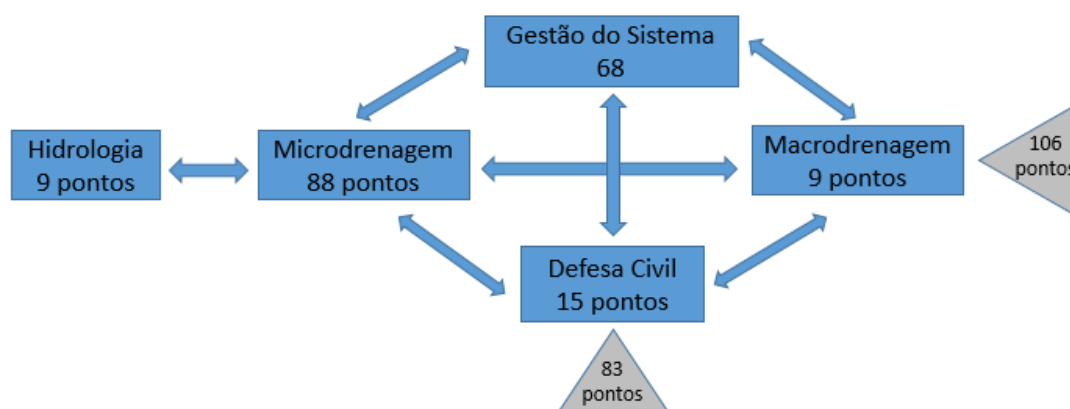 Gestão do Sistema
68
Hidrologia
9 pontos
Microdrenagem
88 pontos
Macrodrenagem
9 pontos
106
pontos
Defesa Civil
15 pontos
83
pontos